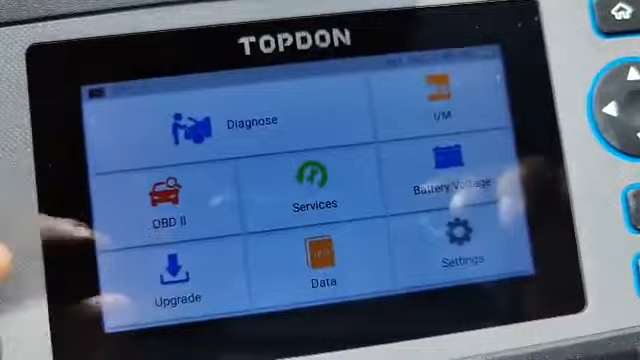 TOPDON
Diagnose
I/M
OBD II
Services
Battery Voltage
Upgrade
Data
Settings